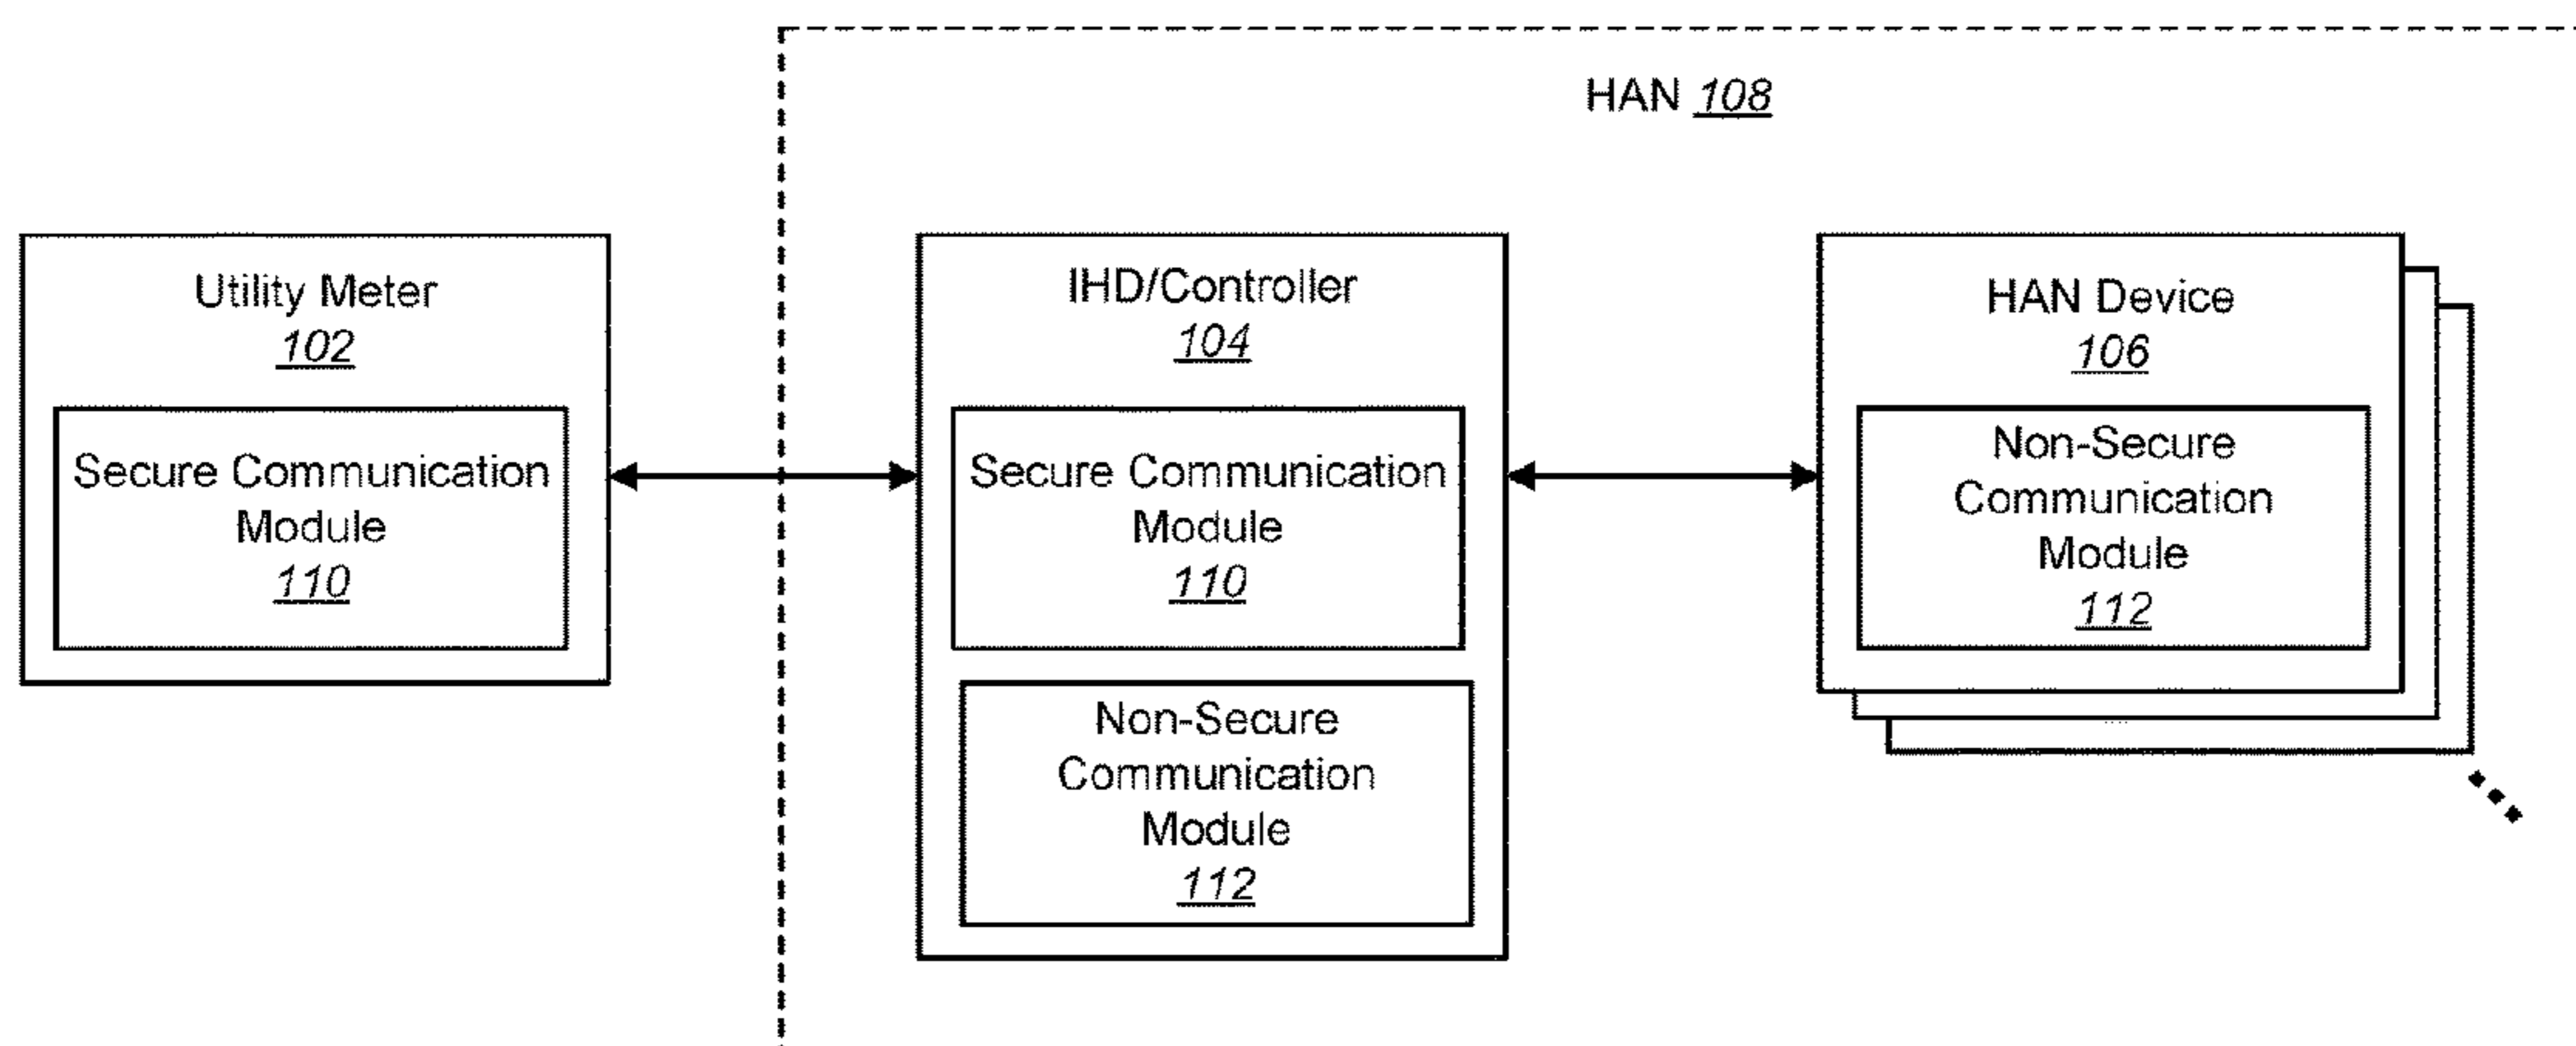 HAN 108
Utility Meter
102
Secure Communication
Module
110
IHD/Controller
104
Secure Communication
Module
110
Non-Secure
Communication
Module
112
HAN Device
106
Non-Secure
Communication
Module
112